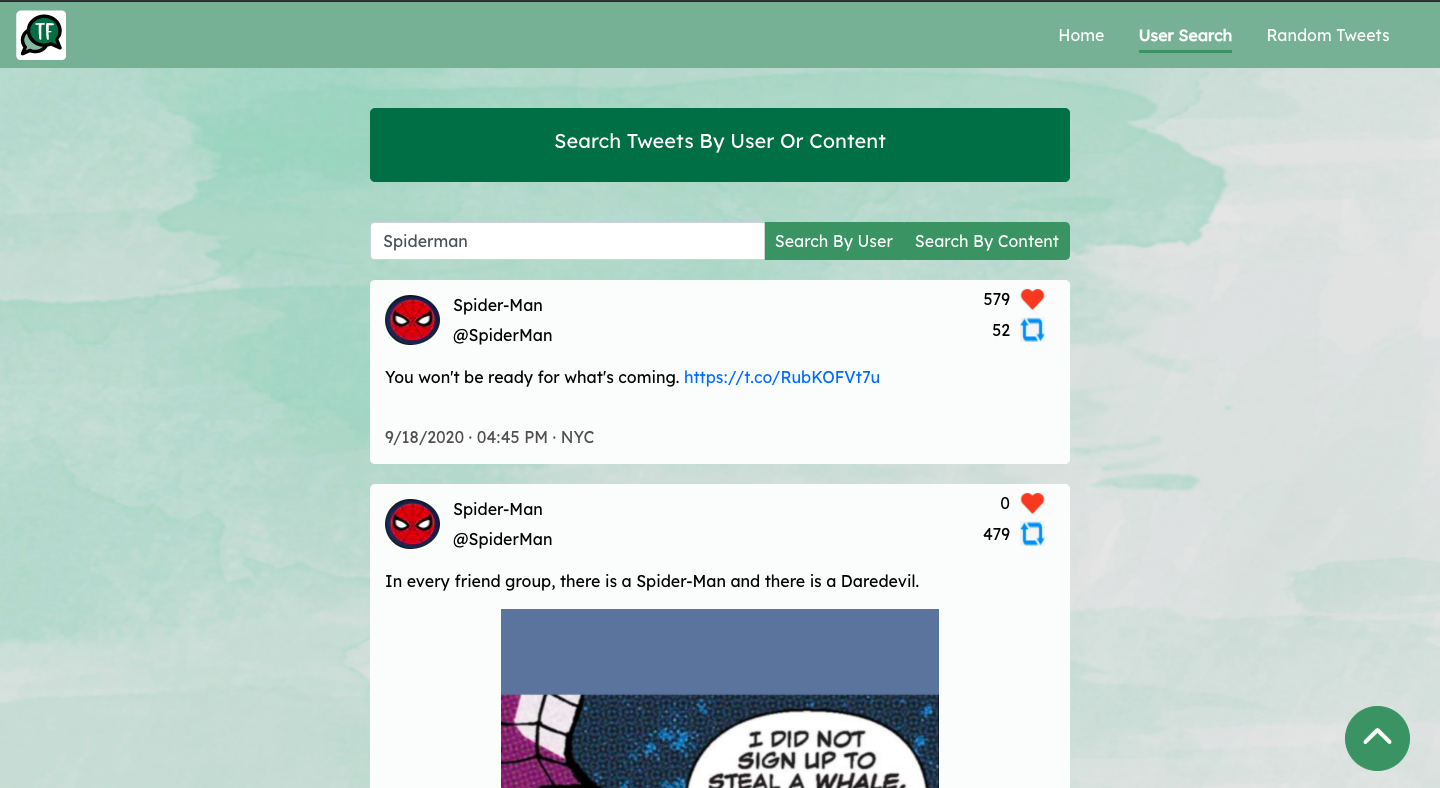 TF
Home
User Search
Random Tweets
Search Tweets By User Or Content
Spiderman
Search By User
Search By Content
Spider-Man
579
@SpiderMan
52
You won't be ready for what's coming. https://t.co/RubKOFVt7u
9/18/2020 · 04:45 PM · NYC
Spider-Man
0
@SpiderMan
479
In every friend group, there is a Spider-Man and there is a Daredevil.
I DID NOT
SIGN UP TO
STEAL A WHALE.